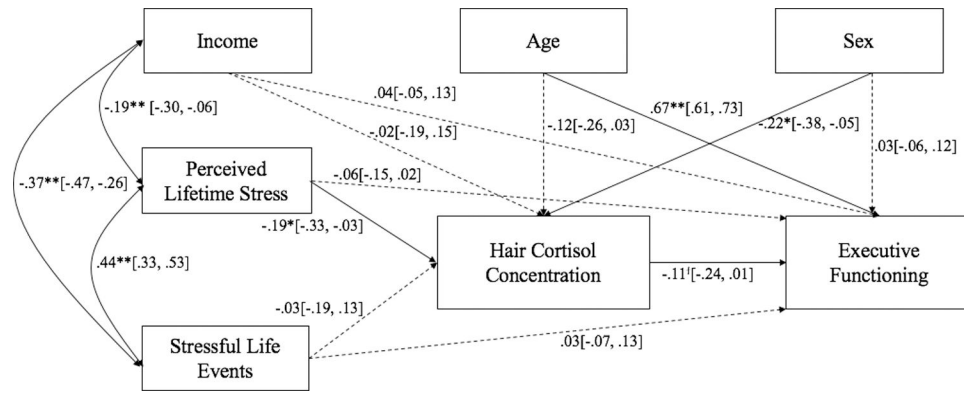 Income
Age
Sex
-.19** [-.30, -.06]
.04[-.05, .13]
.67**[.61, .73]
-.02[-.19, .15]
-.12[-.26, .03]
-.22*[-.38, -.05]
.03[-.06, .12]
-.37**[-.47, -.26]
Perceived
Lifetime Stress
-.06[-.15, .02]
-.19*[-.33, -.03]
.44**[.33, .53]
Hair Cortisol
Concentration
-.11ᶠ[-.24, .01]
Executive
Functioning
-.03[-.19, .13]
.03[-.07, .13]
Stressful Life
Events